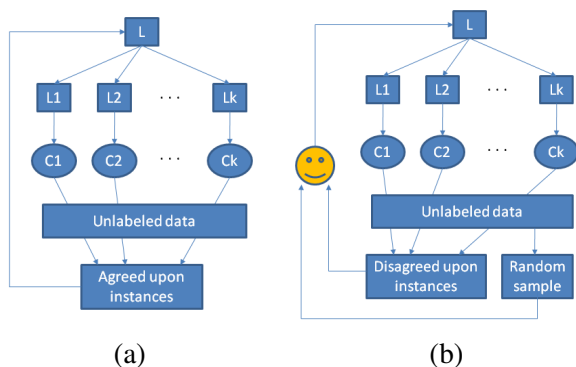 L
L1 L2 . . . Lk
C1 C2 . . . Ck
Unlabeled data
Agreed upon
instances
(a)
L
L1 L2 . . . Lk
C1 C2 . . . Ck
Unlabeled data
Disagreed upon
instances
Random
sample
(b)